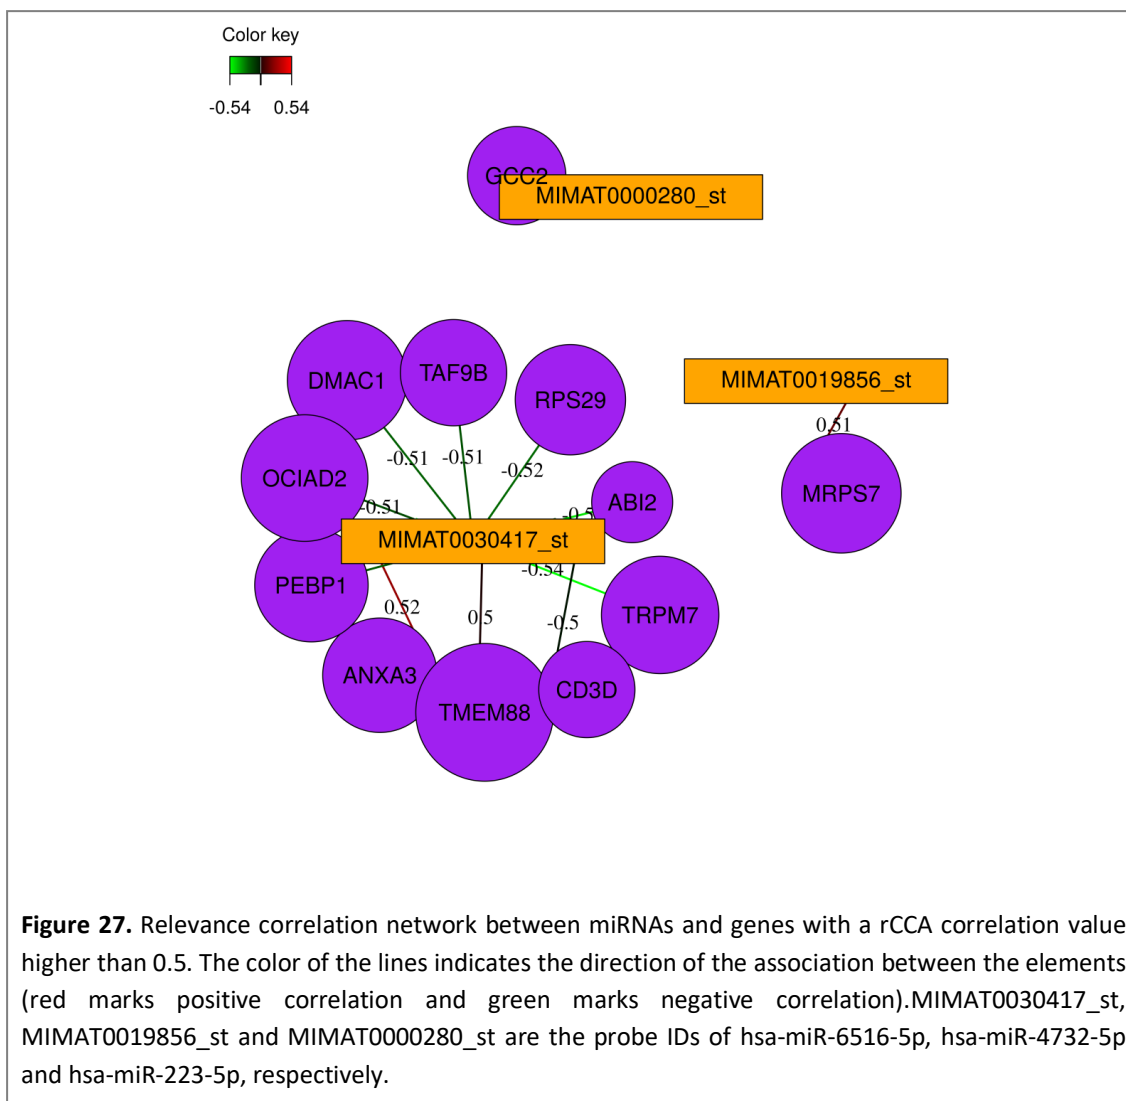 Color key
-0.54 0.54
GCC2
MIMAT0000280_st
DMAC1
TAF9B
RPS29
MIMAT0019856_st
0.51
MRPS7
-0.51
-0.51
-0.52
OCIAD2
-0.51
ABI2
-0.5
MIMAT0030417_st
-0.54
PEBP1
0.52
0.5
-0.5
TRPM7
ANXA3
TMEM88
CD3D
Figure 27. Relevance correlation network between miRNAs and genes with a rCCA correlation value
higher than 0.5. The color of the lines indicates the direction of the association between the elements
(red marks positive correlation and green marks negative correlation).MIMAT0030417_st,
MIMAT0019856_st and MIMAT0000280_st are the probe IDs of hsa-miR-6516-5p, hsa-miR-4732-5p
and hsa-miR-223-5p, respectively.